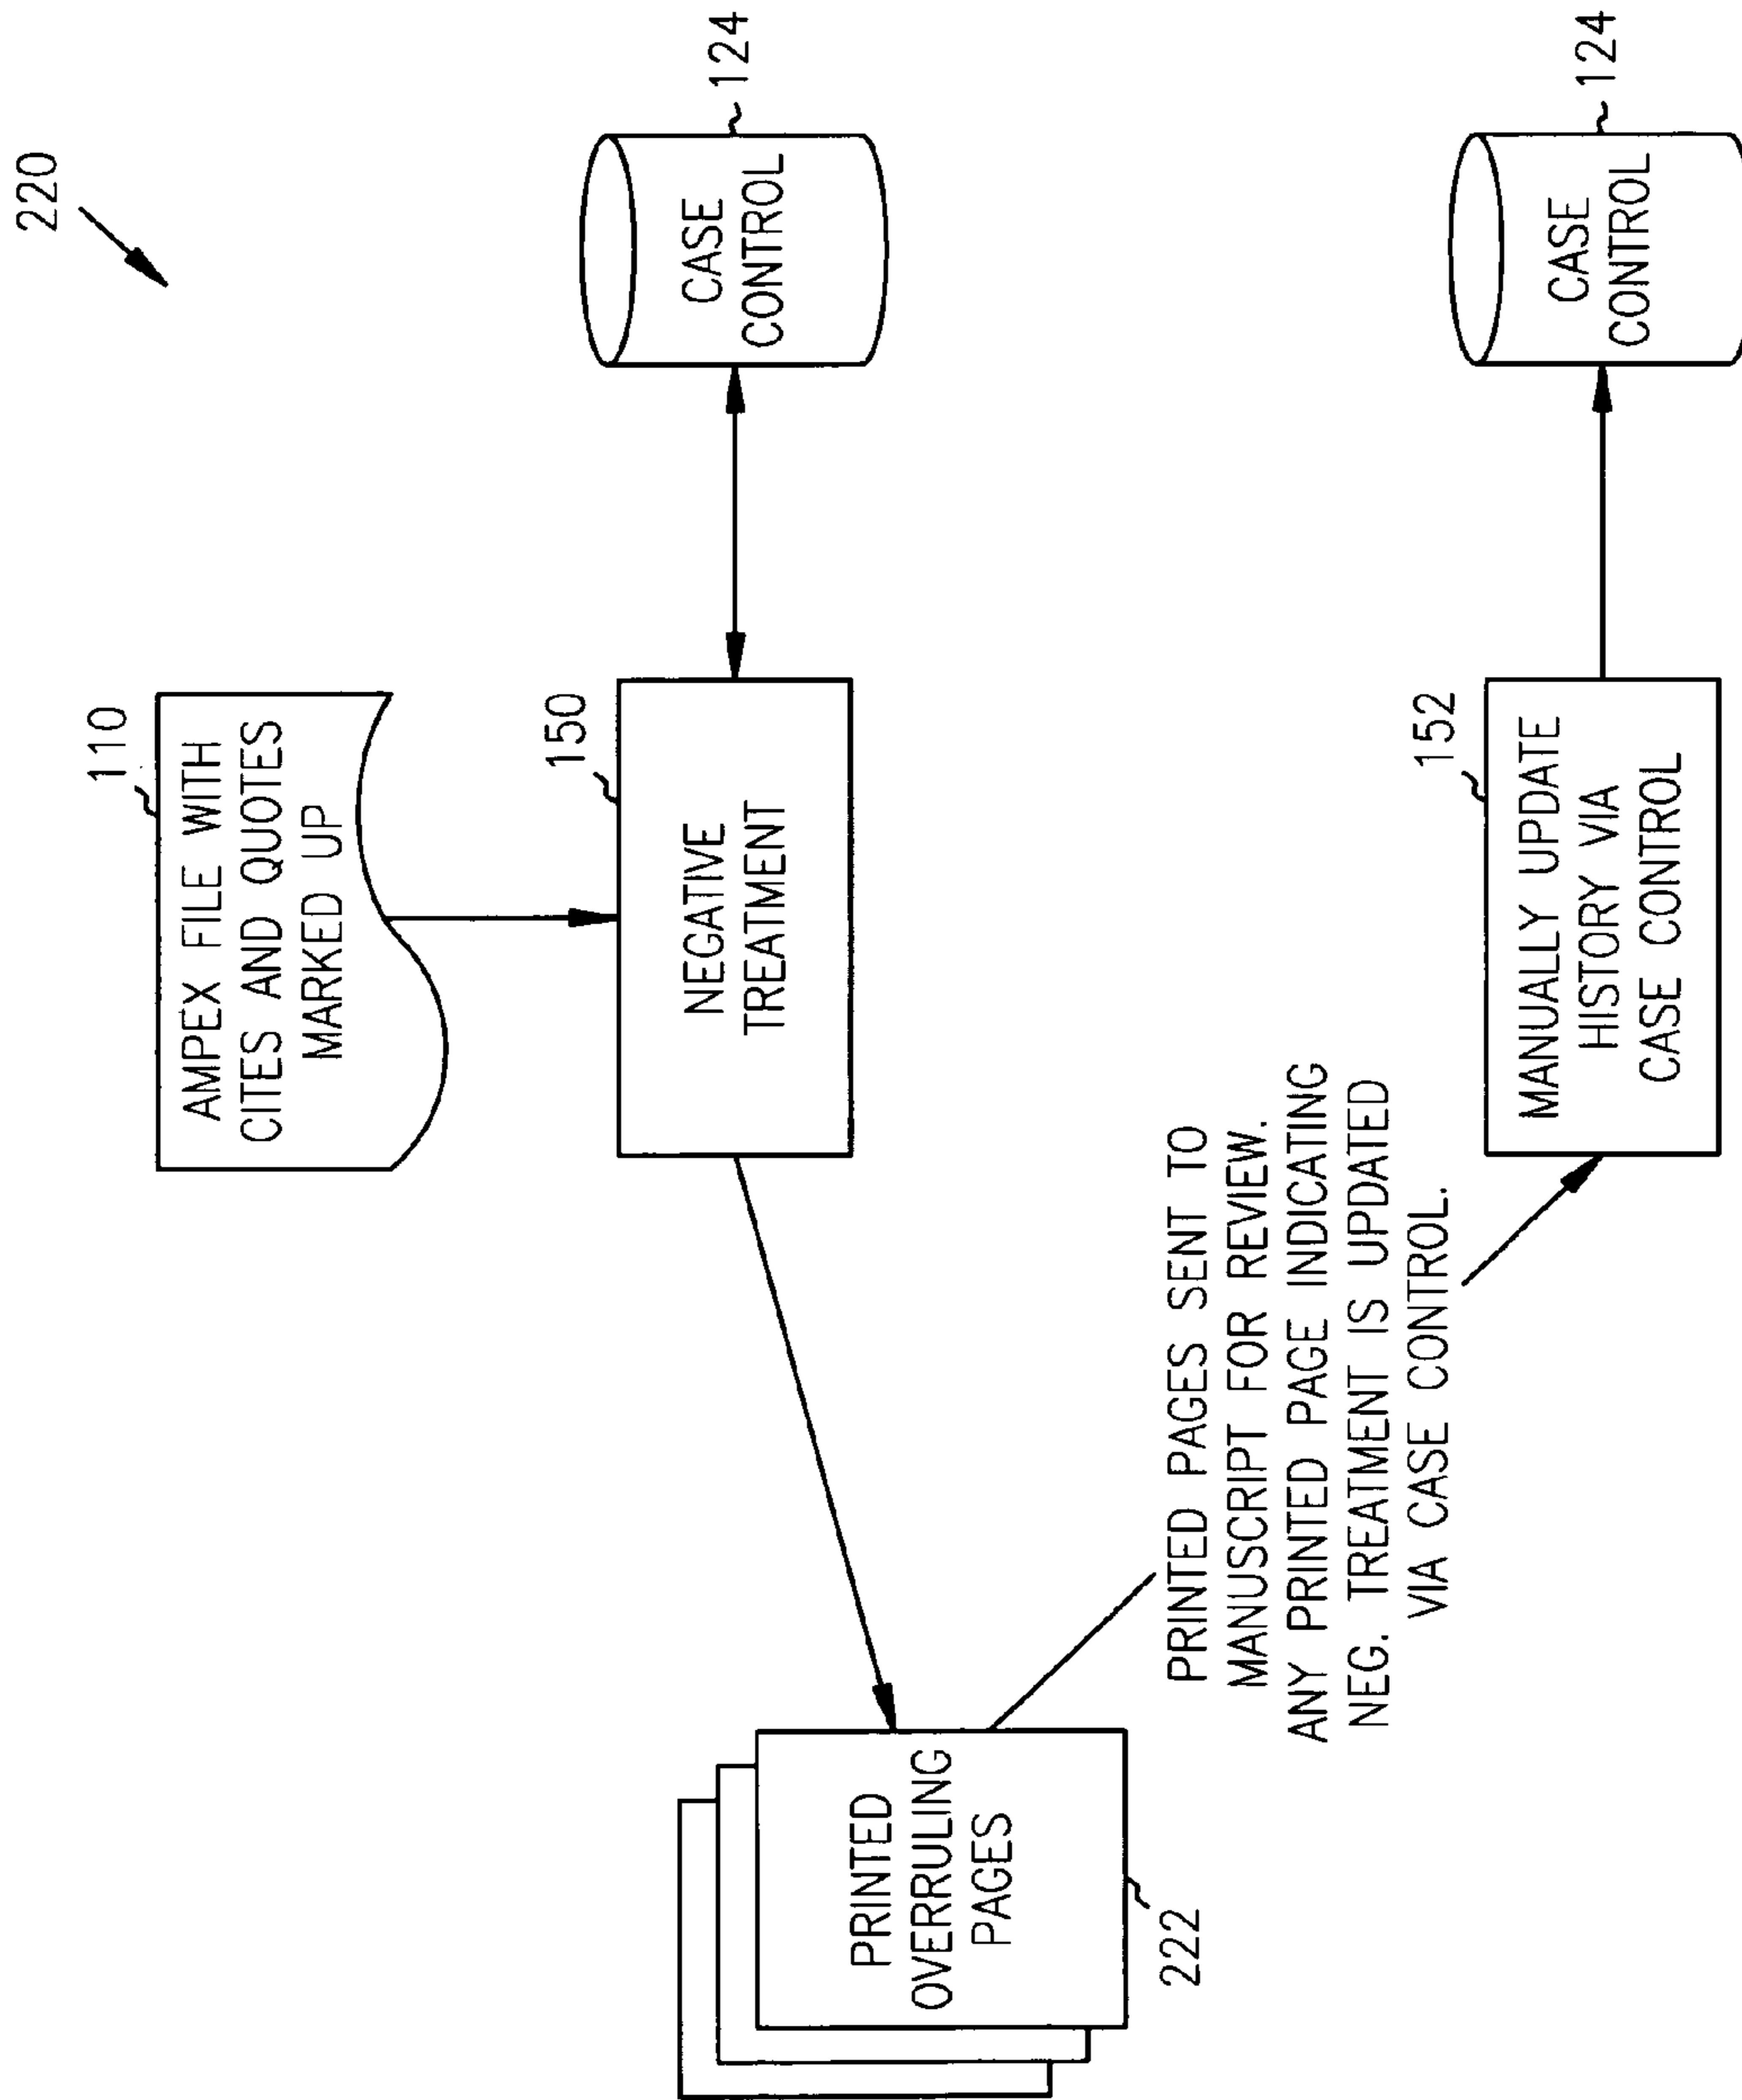 220
110
AMPEX FILE WITH
CITES AND QUOTES
MARKED UP
150
NEGATIVE
TREATMENT
CASE
CONTROL
124
PRINTED
OVERRULING
PAGES
222
PRINTED PAGES SENT TO
MANUSCRIPT FOR REVIEW.
ANY PRINTED PAGE INDICATING
NEG. TREATMENT IS UPDATED
VIA CASE CONTROL.
152
MANUALLY UPDATE
HISTORY VIA
CASE CONTROL
CASE
CONTROL
124